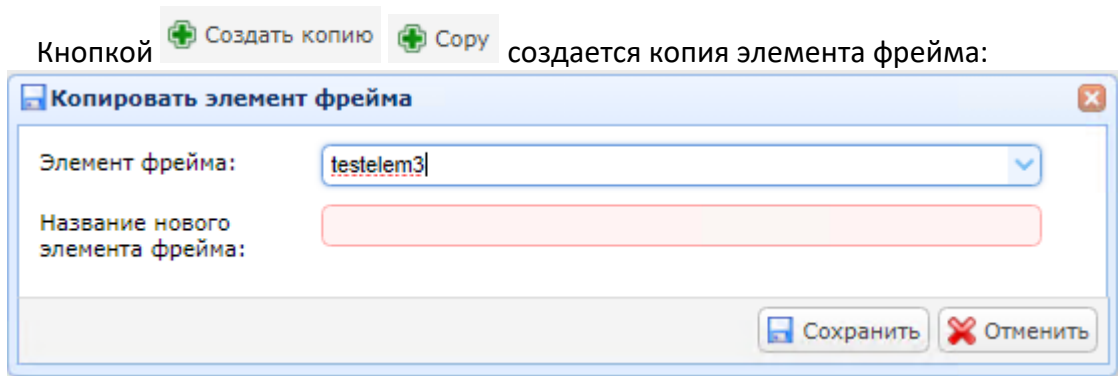 Кнопкой Создать копию Copy создается копия элемента фрейма:
Копировать элемент фрейма
Элемент фрейма: testelem3
Название нового
элемента фрейма:
Сохранить Отменить